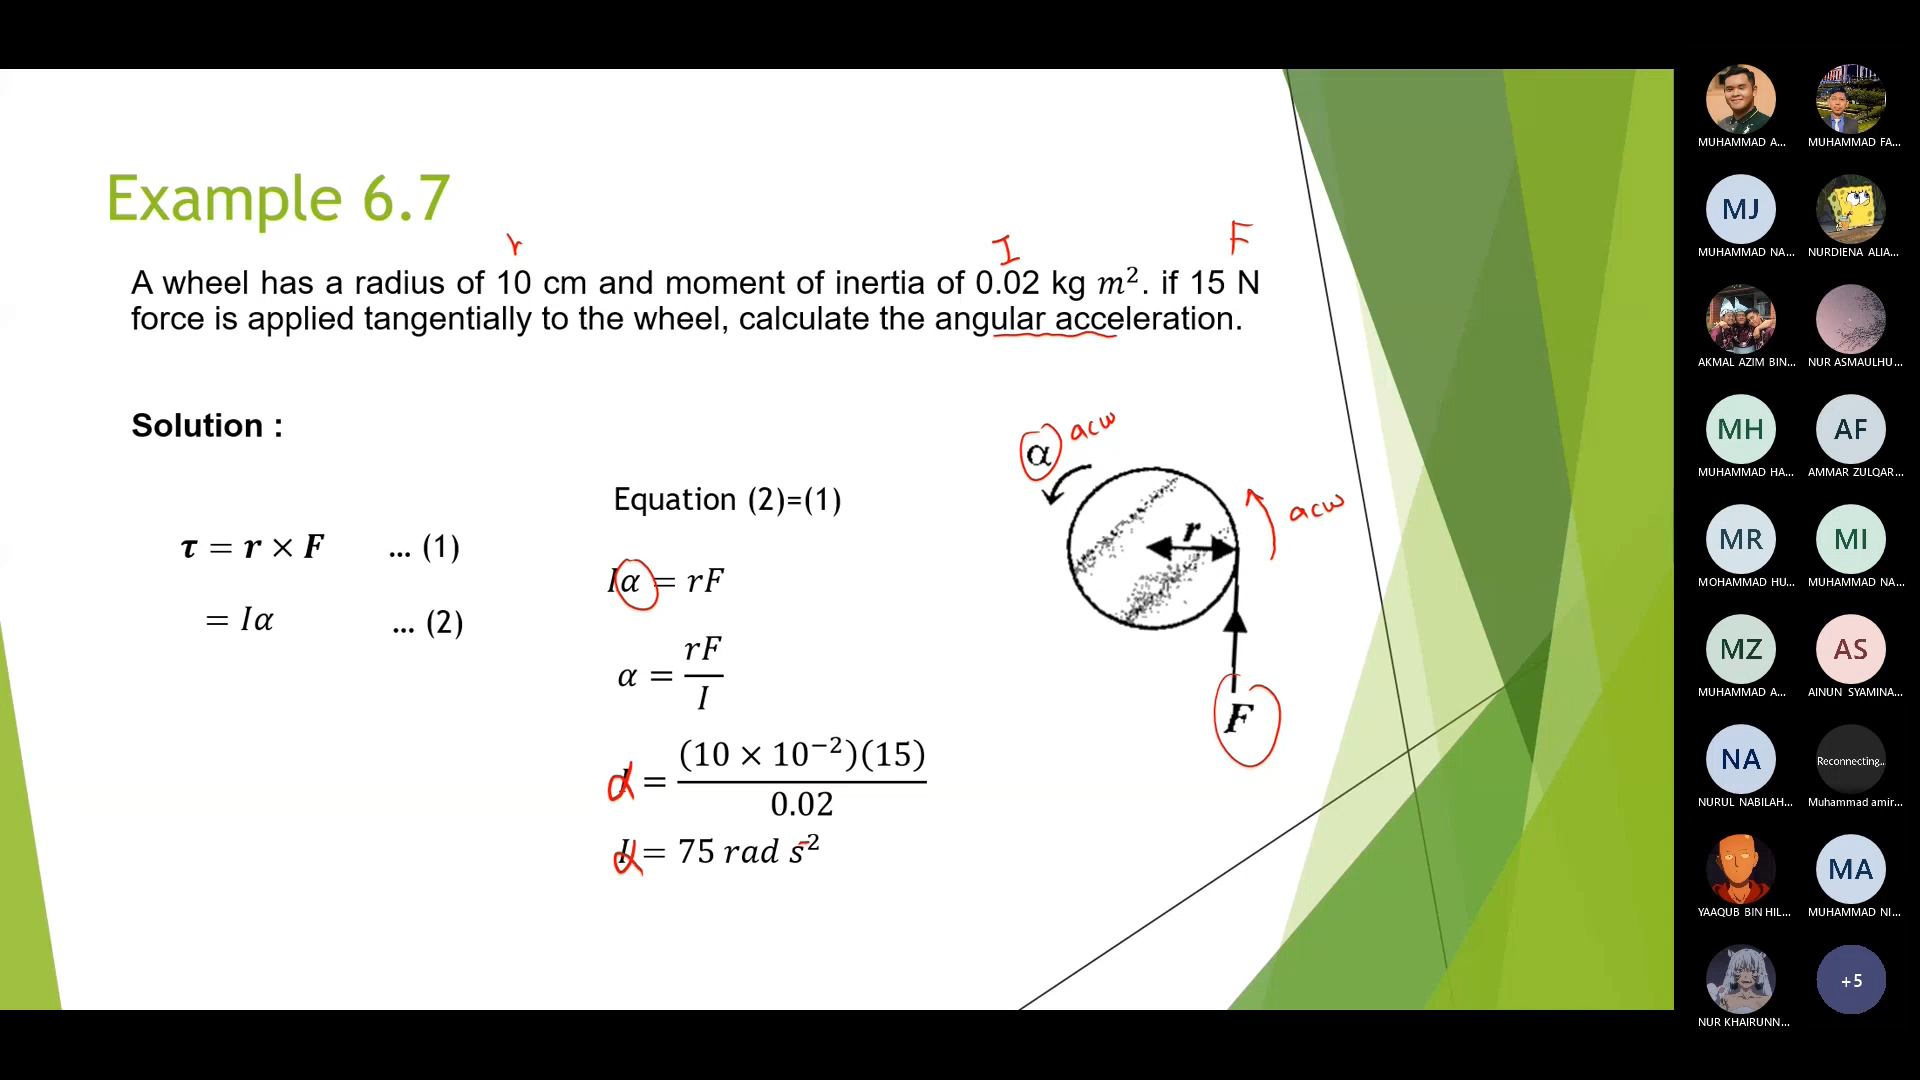 Example 6.7
r
I
F
A wheel has a radius of 10 cm and moment of inertia of 0.02 kg m². if 15 N
force is applied tangentially to the wheel, calculate the angular acceleration.
Solution :
τ = r × F ... (1)
= Iα ... (2)
Equation (2)=(1)
Iα = rF
α = rF / I
α = (10 × 10⁻²)(15) / 0.02
α = 75 rad s⁻²
α acw
r
acw
F
MUHAMMAD A...
MUHAMMAD FA...
MJ
MUHAMMAD NA...
NURDIENA ALIA...
AKMAL AZIM BIN...
NUR ASMAULHU...
MH
MUHAMMAD HA...
AF
AMMAR ZULQAR...
MR
MOHAMMAD HU...
MI
MUHAMMAD NA...
MZ
MUHAMMAD A...
AS
AINUN SYAMINA...
NA
NURUL NABILAH...
Reconnecting...
Muhammad amir...
YAAQUB BIN HIL...
MA
MUHAMMAD NI...
NUR KHAIRUNN...
+5